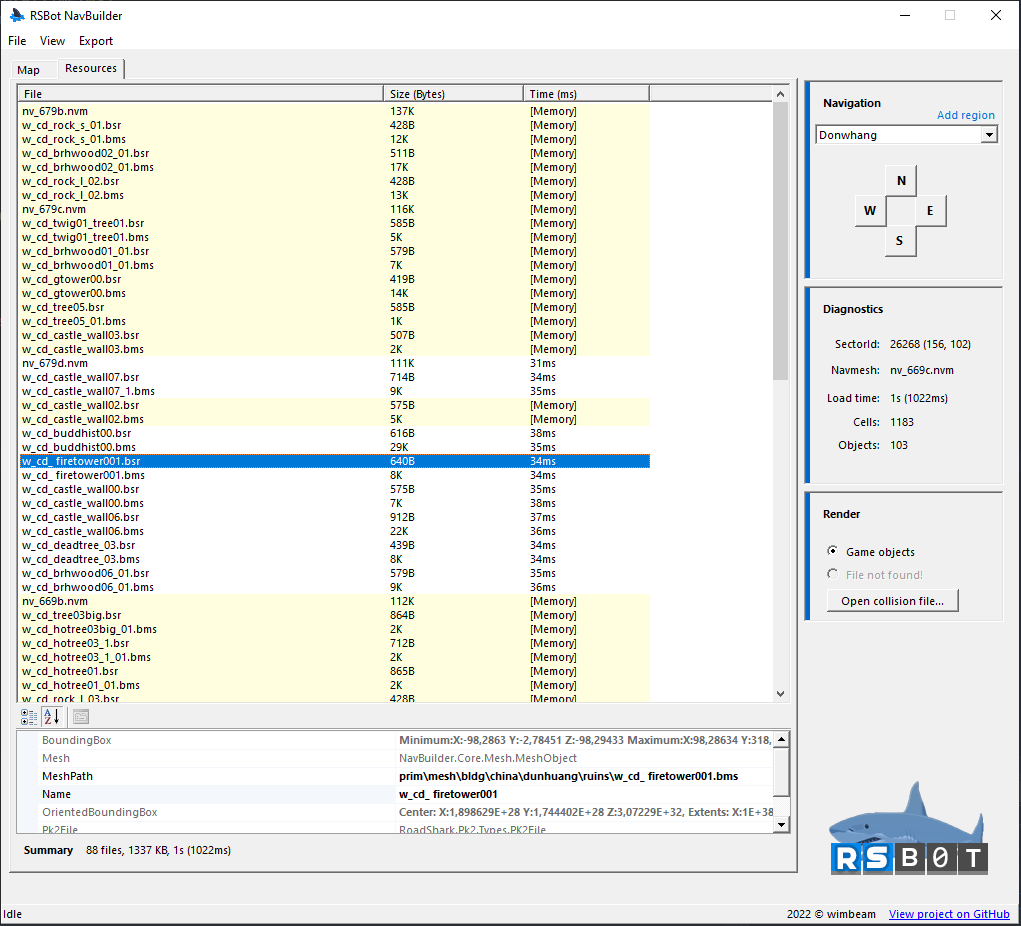 RSBot NavBuilder
File View Export
Map Resources
File Size (Bytes) Time (ms)
nv_679b.nvm 137K [Memory]
w_cd_rock_s_01.bsr 428B [Memory]
w_cd_rock_s_01.bms 12K [Memory]
w_cd_brhwood02_01.bsr 511B [Memory]
w_cd_brhwood02_01.bms 17K [Memory]
w_cd_rock_l_02.bsr 428B [Memory]
w_cd_rock_l_02.bms 13K [Memory]
nv_679c.nvm 116K [Memory]
w_cd_twig01_tree01.bsr 585B [Memory]
w_cd_twig01_tree01.bms 5K [Memory]
w_cd_brhwood01_01.bsr 579B [Memory]
w_cd_brhwood01_01.bms 7K [Memory]
w_cd_gtower00.bsr 419B [Memory]
w_cd_gtower00.bms 14K [Memory]
w_cd_tree05.bsr 585B [Memory]
w_cd_tree05_01.bms 1K [Memory]
w_cd_castle_wall03.bsr 507B [Memory]
w_cd_castle_wall03.bms 2K [Memory]
nv_679d.nvm 111K 31ms
w_cd_castle_wall07.bsr 714B 34ms
w_cd_castle_wall07_1.bms 9K 35ms
w_cd_castle_wall02.bsr 575B [Memory]
w_cd_castle_wall02.bms 5K [Memory]
w_cd_buddhist00.bsr 616B 38ms
w_cd_buddhist00.bms 29K 35ms
w_cd_ firetower001.bsr 640B 34ms
w_cd_ firetower001.bms 8K 34ms
w_cd_castle_wall00.bsr 575B 35ms
w_cd_castle_wall00.bms 7K 38ms
w_cd_castle_wall06.bsr 912B 37ms
w_cd_castle_wall06.bms 22K 36ms
w_cd_deadtree_03.bsr 439B 34ms
w_cd_deadtree_03.bms 8K 34ms
w_cd_brhwood06_01.bsr 579B 35ms
w_cd_brhwood06_01.bms 9K 36ms
nv_669b.nvm 112K [Memory]
w_cd_tree03big.bsr 864B [Memory]
w_cd_hotree03big_01.bms 2K [Memory]
w_cd_hotree03_1.bsr 712B [Memory]
w_cd_hotree03_1_01.bms 2K [Memory]
w_cd_hotree01.bsr 865B [Memory]
w_cd_hotree01_01.bms 2K [Memory]
w_cd_rock_l_03.bsr 428B [Memory]
BoundingBox Minimum:X:-98,2863 Y:-2,78451 Z:-98,29433 Maximum:X:98,28634 Y:318,
Mesh NavBuilder.Core.Mesh.MeshObject
MeshPath prim\mesh\bldg\china\dunhuang\ruins\w_cd_ firetower001.bms
Name w_cd_ firetower001
OrientedBoundingBox Center: X:1,898629E+28 Y:1,744402E+28 Z:3,07229E+32, Extents: X:1E+38
Pk2File RoadShark.Pk2.Types.PK2File
Summary 88 files, 1337 KB, 1s (1022ms)
Navigation
Add region
Donwhang
N
W E
S
Diagnostics
SectorId: 26268 (156, 102)
Navmesh: nv_669c.nvm
Load time: 1s (1022ms)
Cells: 1183
Objects: 103
Render
Game objects
File not found!
Open collision file...
RSB0T
Idle 2022 © wimbeam View project on GitHub